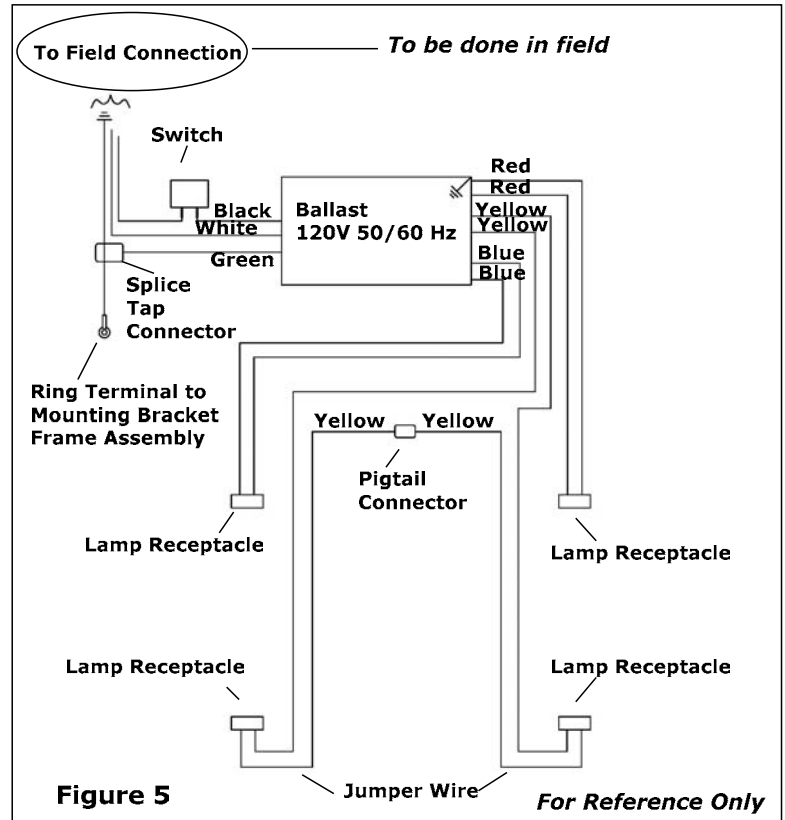 To Field Connection
To be done in field
Switch
Red
Red
Black
Ballast
Yellow
White
120V 50/60 Hz
Yellow
Green
Blue
Blue
Splice
Tap
Connector
Ring Terminal to
Mounting Bracket
Frame Assembly
Yellow
Yellow
Pigtail
Connector
Lamp Receptacle
Lamp Receptacle
Lamp Receptacle
Lamp Receptacle
Jumper Wire
Figure 5
For Reference Only